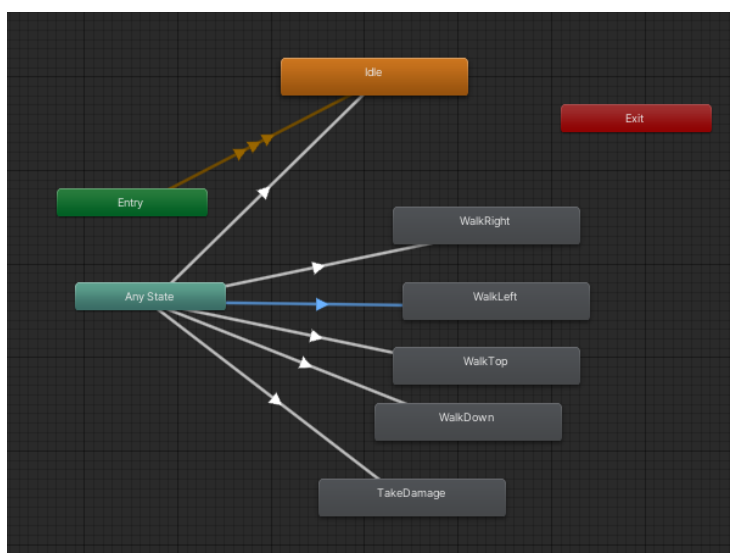 Idle
Exit
Entry
WalkRight
Any State
WalkLeft
WalkTop
WalkDown
TakeDamage